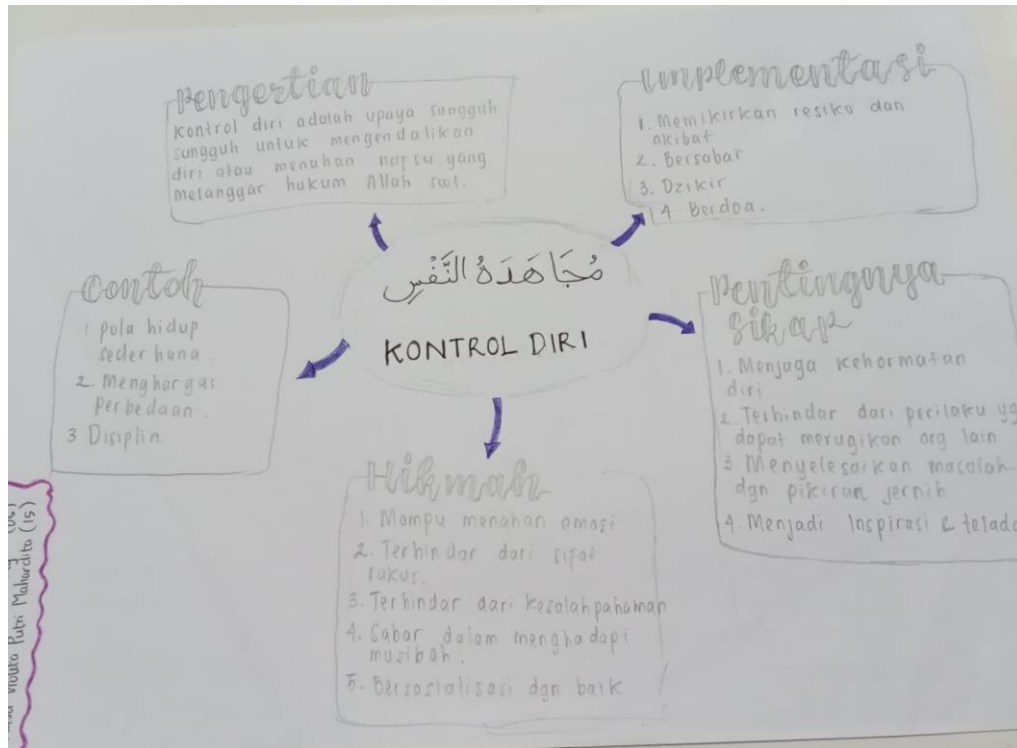 Pengertian
Kontrol diri adalah upaya sungguh
sungguh untuk mengendalikan
diri atau menahan napsu yang
melanggar hukum Allah swt.
Implementasi
1. Memikirkan resiko dan
akibat
2. Bersabar
3. Dzikir
4 Berdoa.
مُجَاهَدَةُ النَّفْسِ
KONTROL DIRI
Contoh
1 pola hidup
sederhana.
2. Menghargai
Perbedaan.
3 Disiplin
Pentingnya
Sikap
1. Menjaga kehormatan
diri
2. Terhindar dari perilaku yg
dapat merugikan org lain
3. Menyelesaikan masalah
dgn pikiran jernih
4. Menjadi Inspirasi & telada
Hikmah
1. Mampu menahan emosi
2. Terhindar dari sifat
rakus.
3. Terhindar dari kesalahpahaman
4. Sabar dalam menghadapi
musibah.
5. Bersosialisasi dgn baik
(06)
Putri Mahardita (15)